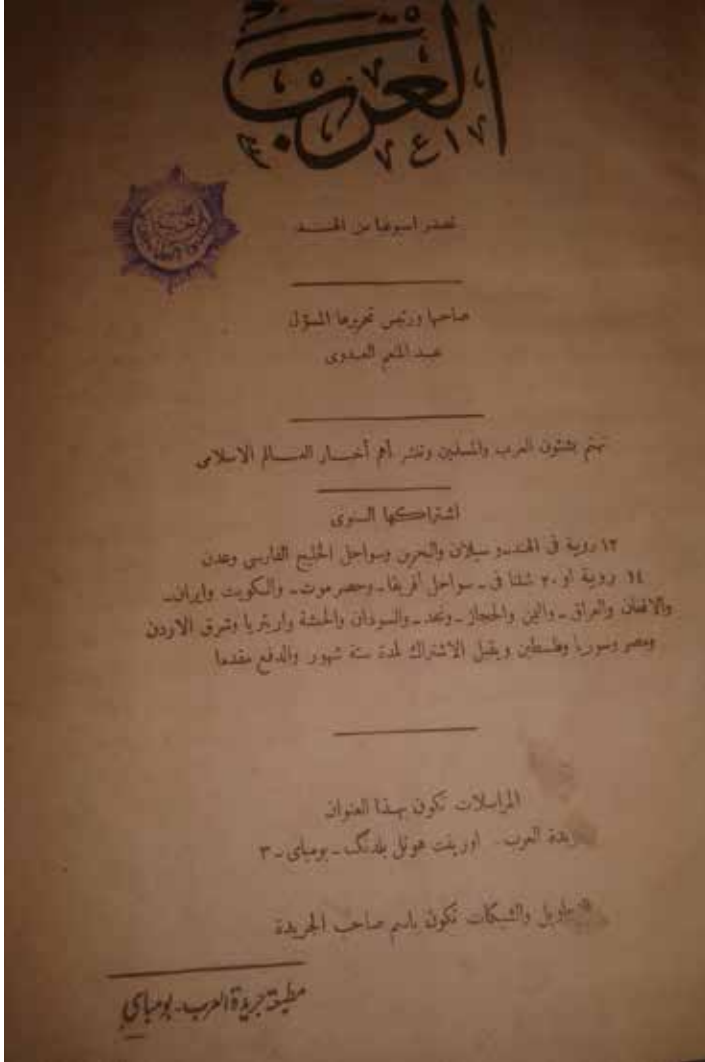 العرب
تصدر اسبوعيا من الهند
صاحبها ورئيس تحريرها المسؤل
عبد المنعم العدوى
تهتم بشئون العرب والمسلمين وتنشر أهم أخبار العالم الاسلامى
اشتراكها السنوى
١٢ روبية فى الهند ـ و سيلان والبحرين وسواحل الخليج الفارسى وعدن
١٤ روبية او ٢٠ شلنا فى ـ سواحل أفريقا ـ وحضرموت ـ والكويت وايران ـ
والافغان والعراق ـ واليمن والحجاز ـ ونجد ـ والسودان والحبشة واريتريا وشرق الاردن
ومصر وسوريا وفلسطين ويقبل الاشتراك لمدة ستة شهور والدفع مقدما
المراسلات تكون بهذا العنوان
جريدة العرب ـ اورينت هوتل بلدنگ ـ بومباى ـ ٣
والشيكات تكون باسم صاحب الجريدة
مطبعة جريدة العرب ـ بومباي